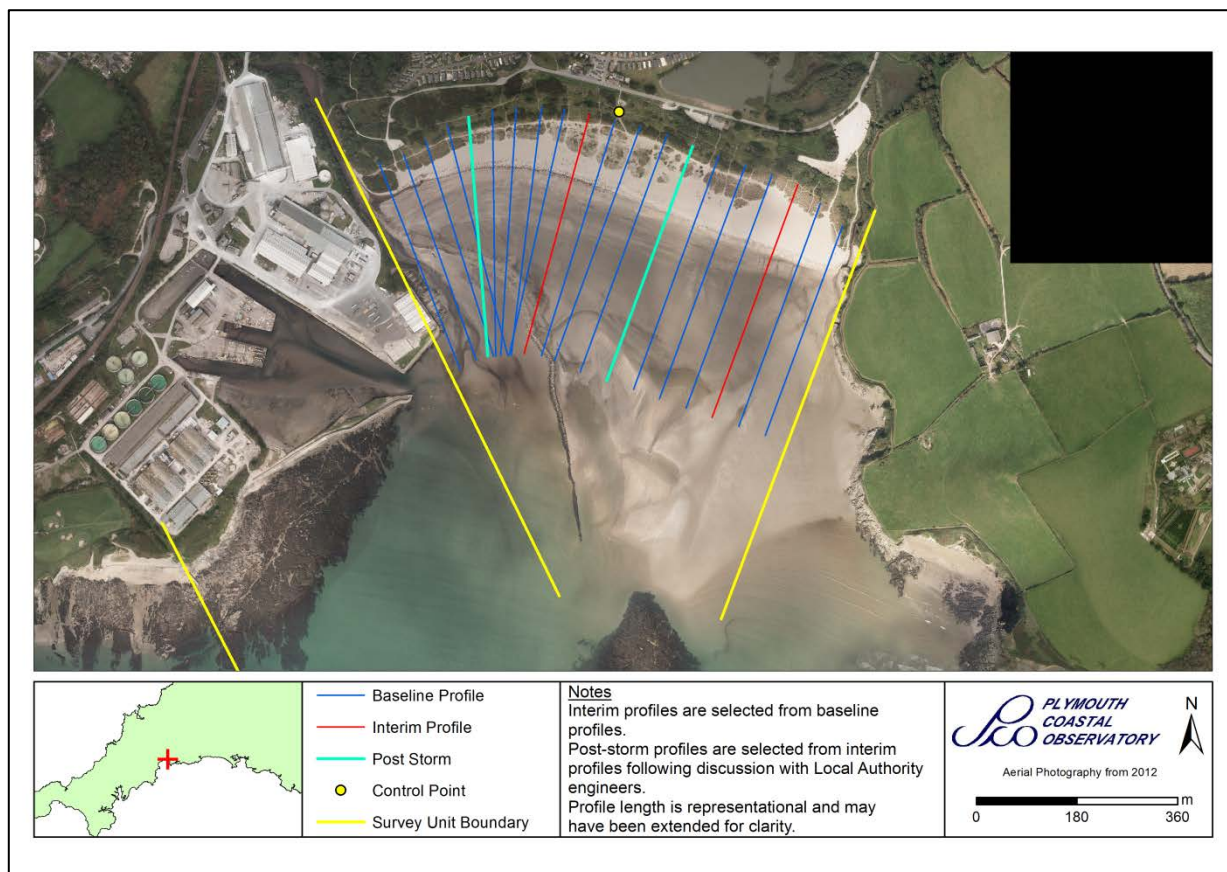 Baseline Profile
Interim Profile
Post Storm
Control Point
Survey Unit Boundary
Notes
Interim profiles are selected from baseline
profiles.
Post-storm profiles are selected from interim
profiles following discussion with Local Authority
engineers.
Profile length is representational and may
have been extended for clarity.
PLYMOUTH
COASTAL
OBSERVATORY
N
Aerial Photography from 2012
m
0 180 360